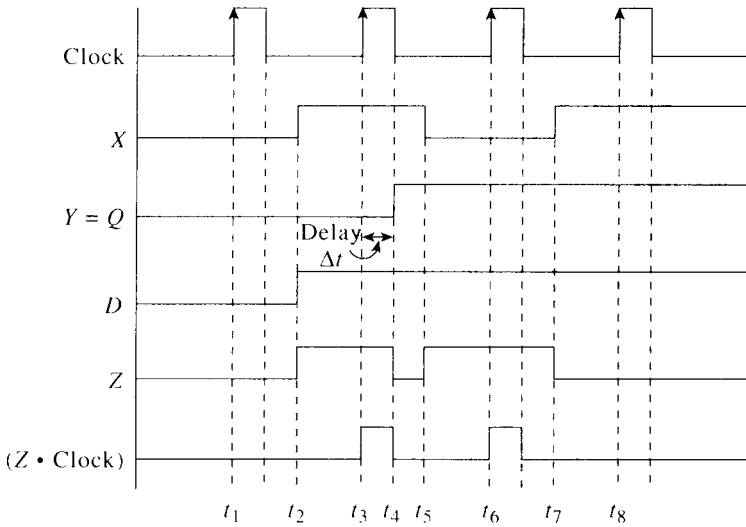 Clock
X
Y = Q
Delay
Δt
D
Z
(Z • Clock)
t₁ t₂ t₃ t₄ t₅ t₆ t₇ t₈